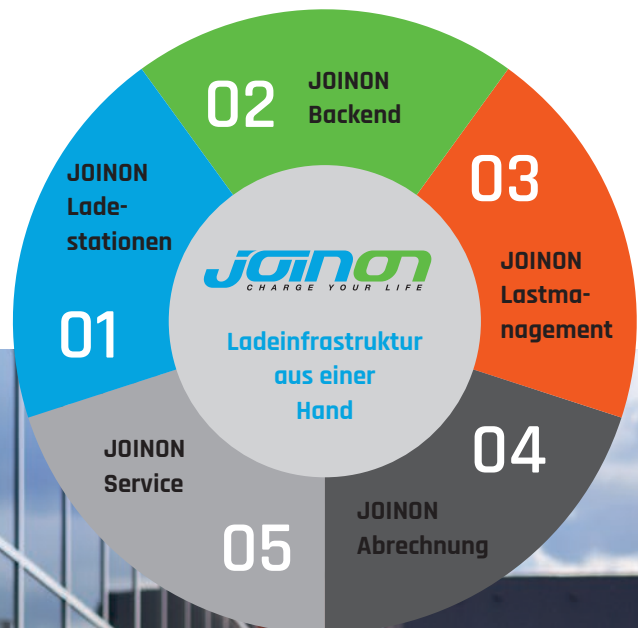 01
JOINON
Lade-
stationen
02
JOINON
Backend
03
JOINON
Lastma-
nagement
04
JOINON
Abrechnung
05
JOINON
Service
JOINON
CHARGE YOUR LIFE
Ladeinfrastruktur
aus einer
Hand